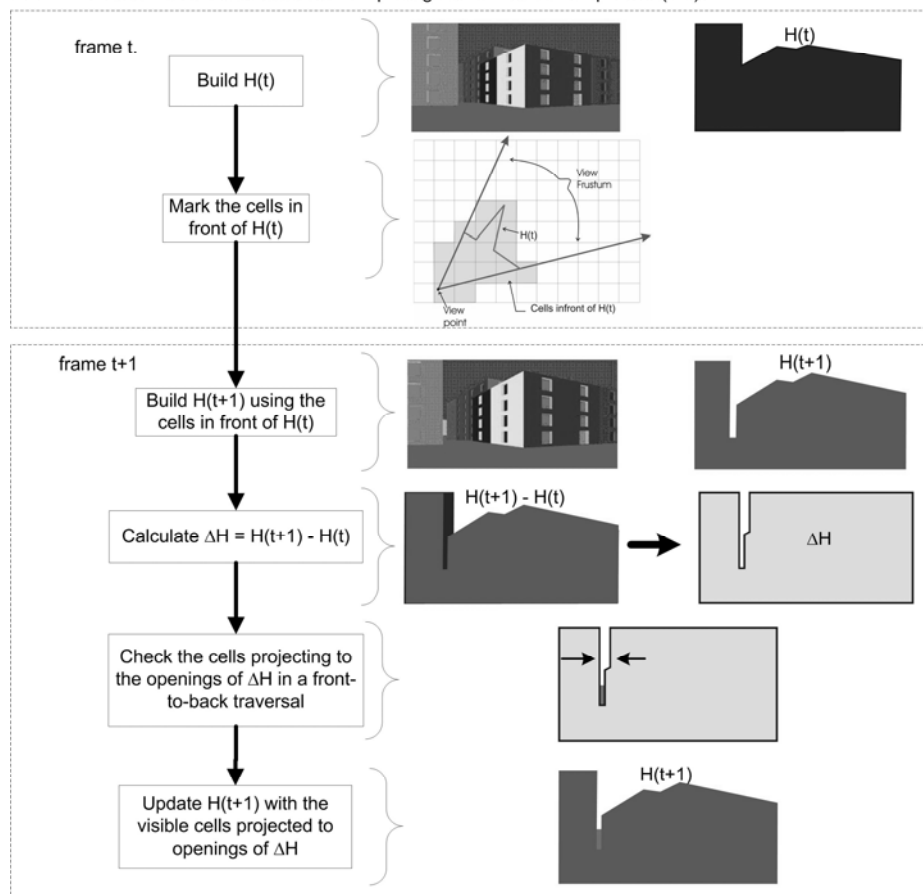 frame t.
Build H(t)
H(t)
Mark the cells in
front of H(t)
View
Frustum
H(t)
View
point
Cells infront of H(t)
frame t+1
Build H(t+1) using the
cells in front of H(t)
H(t+1)
Calculate ΔH = H(t+1) - H(t)
H(t+1) - H(t)
ΔH
Check the cells projecting to
the openings of ΔH in a front-
to-back traversal
Update H(t+1) with the
visible cells projected to
openings of ΔH
H(t+1)